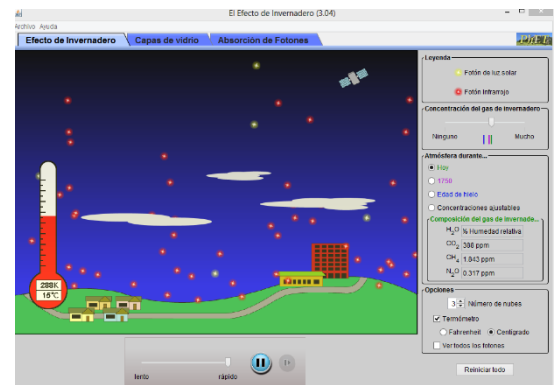 El Efecto de Invernadero (3.04)
Archivo Ayuda
Efecto de Invernadero Capas de vidrio Absorción de Fotones
Leyenda
Fotón de luz solar
Fotón Infrarrojo
Concentración del gas de invernadero
Ninguno Mucho
Atmósfera durante...
Hoy
1750
Edad de hielo
Concentraciones ajustables
Composición del gas de invernade...
H2O % Humedad relativa
CO2 398 ppm
CH4 1.843 ppm
N2O 0.317 ppm
Opciones
3 Número de nubes
Termómetro
Fahrenheit Centígrado
Ver todos los fotones
Reiniciar todo
288K
15°C
lento rápido